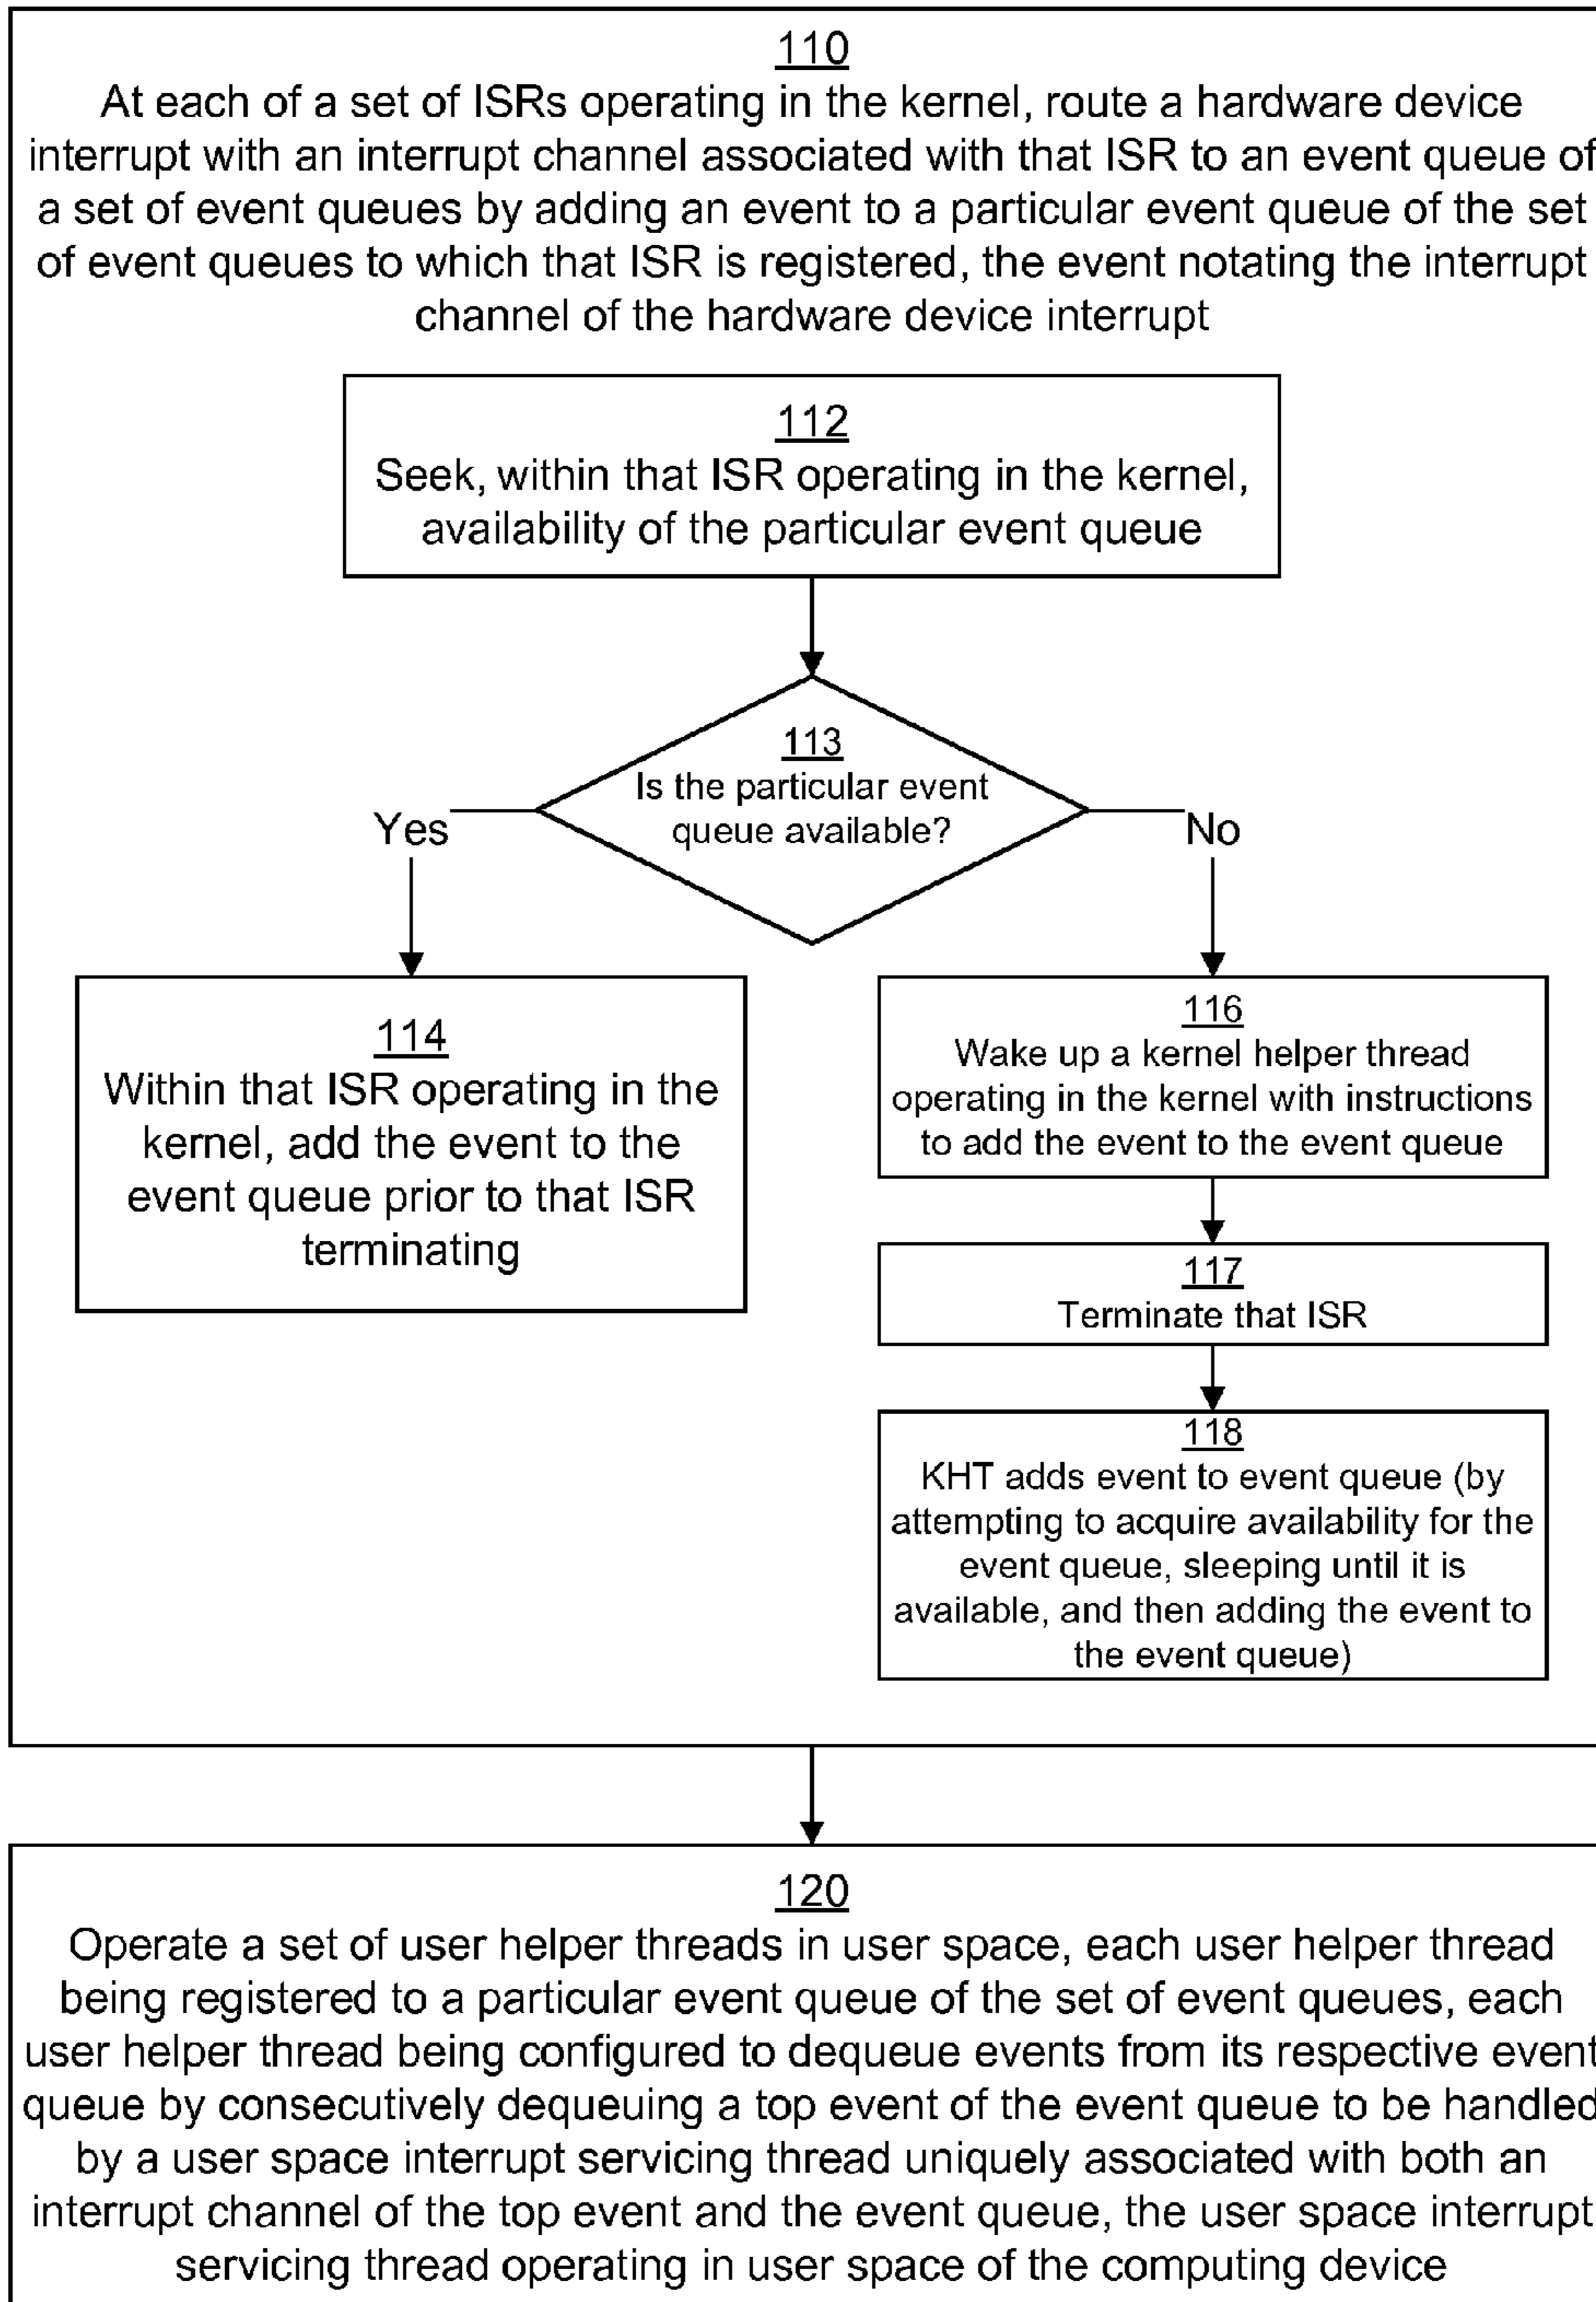 110
At each of a set of ISRs operating in the kernel, route a hardware device
interrupt with an interrupt channel associated with that ISR to an event queue of
a set of event queues by adding an event to a particular event queue of the set
of event queues to which that ISR is registered, the event notating the interrupt
channel of the hardware device interrupt
112
Seek, within that ISR operating in the kernel,
availability of the particular event queue
113
Is the particular event
queue available?
Yes
No
114
Within that ISR operating in the
kernel, add the event to the
event queue prior to that ISR
terminating
116
Wake up a kernel helper thread
operating in the kernel with instructions
to add the event to the event queue
117
Terminate that ISR
118
KHT adds event to event queue (by
attempting to acquire availability for the
event queue, sleeping until it is
available, and then adding the event to
the event queue)
120
Operate a set of user helper threads in user space, each user helper thread
being registered to a particular event queue of the set of event queues, each
user helper thread being configured to dequeue events from its respective event
queue by consecutively dequeuing a top event of the event queue to be handled
by a user space interrupt servicing thread uniquely associated with both an
interrupt channel of the top event and the event queue, the user space interrupt
servicing thread operating in user space of the computing device